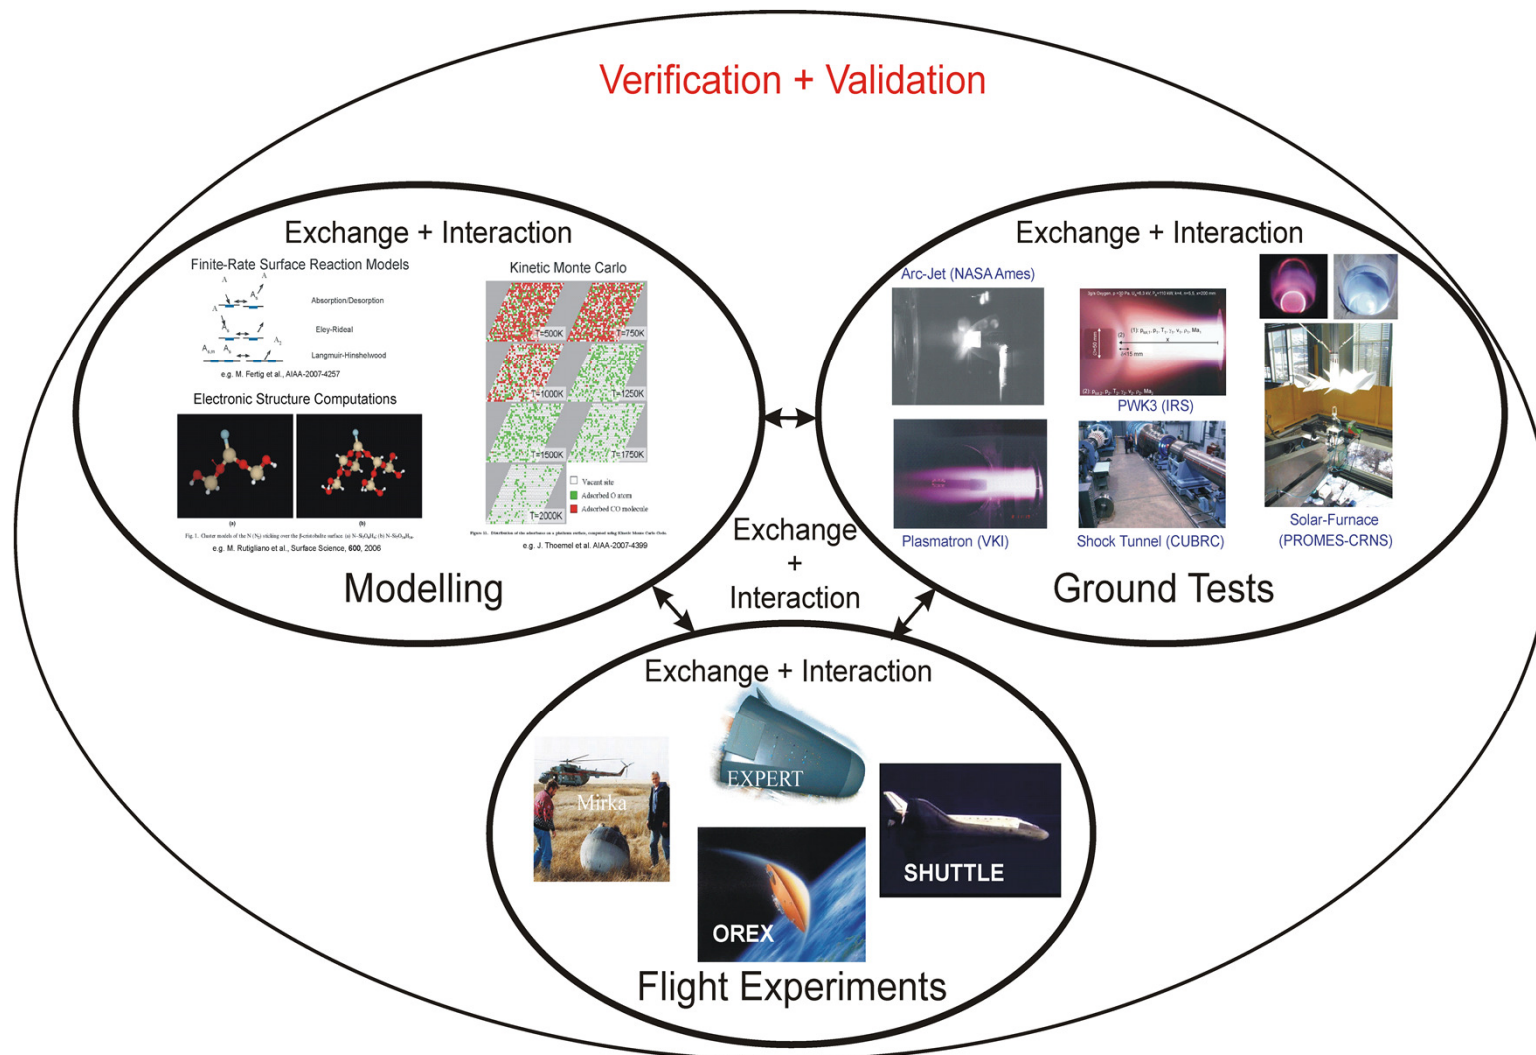 Verification + Validation
Exchange + Interaction
Finite-Rate Surface Reaction Models
A
A
A
Absorption/Desorption
A
Eley-Rideal
A
Langmuir-Hinshelwood
e.g. M. Fertig et al., AIAA-2007-4257
Electronic Structure Computations
(a)
(b)
e.g. M. Rutigliano et al., Surface Science, 600, 2006
Kinetic Monte Carlo
T=500K
T=750K
T=1000K
T=1250K
T=1500K
T=1750K
T=2000K
Vacant site
Adsorbed O atom
Adsorbed CO molecule
e.g. J. Thoemel et al. AIAA-2007-4399
Modelling
Exchange
+
Interaction
Exchange + Interaction
Arc-Jet (NASA Ames)
PWK3 (IRS)
Plasmatron (VKI)
Shock Tunnel (CUBRC)
Solar-Furnace
(PROMES-CRNS)
Ground Tests
Exchange + Interaction
Mirka
EXPERT
OREX
SHUTTLE
Flight Experiments